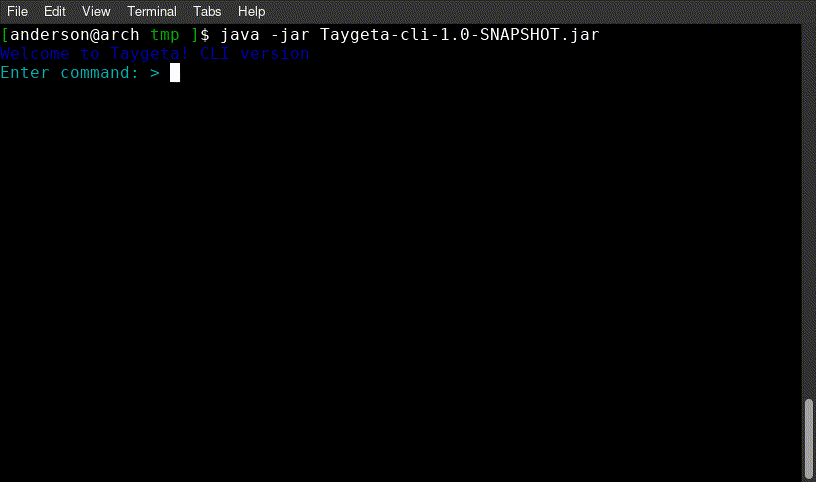 File Edit View Terminal Tabs Help
[anderson@arch tmp ]$ java -jar Taygeta-cli-1.0-SNAPSHOT.jar
Welcome to Taygeta! CLI version
Enter command: >